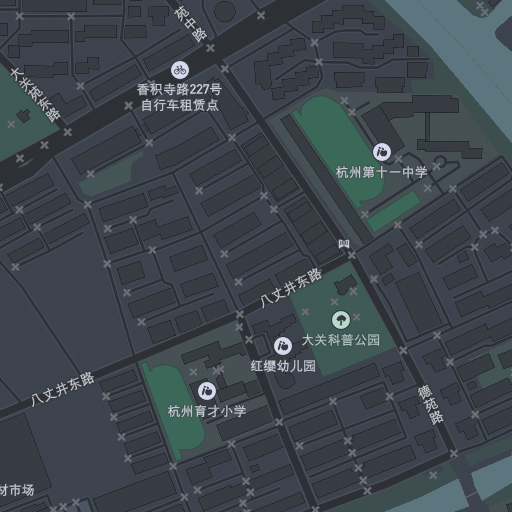 苑中路
大关苑东路
香积寺路227号
自行车租赁点
杭州第十一中学
八丈井东路
大关科普公园
红缨幼儿园
八丈井东路
杭州育才小学
德苑路
材市场